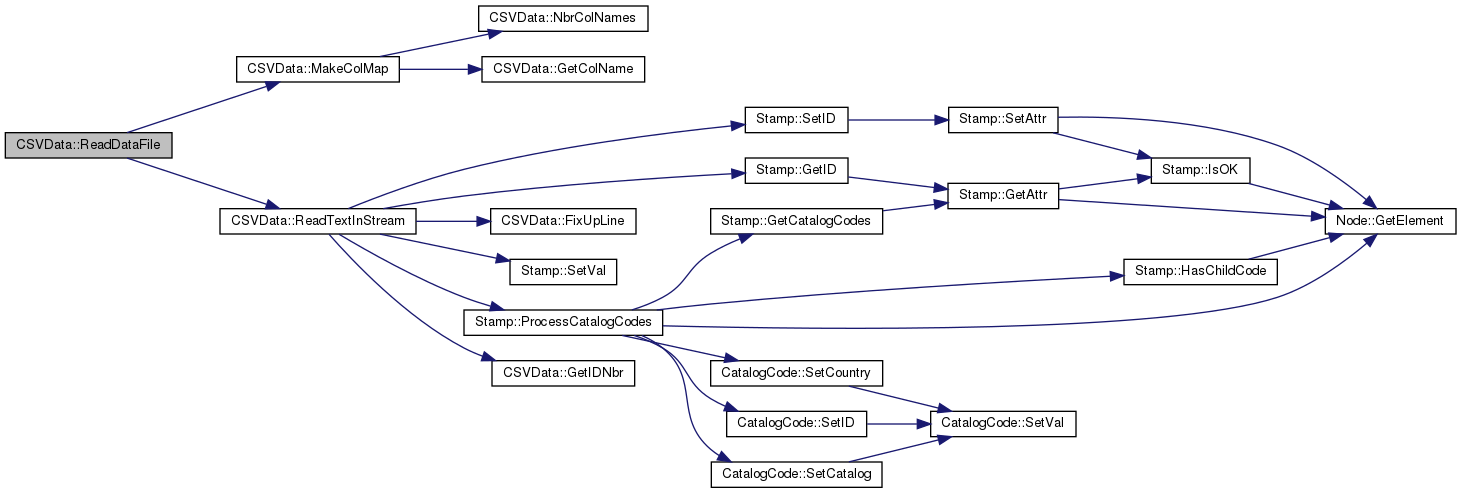 CSVData::ReadDataFile
CSVData::MakeColMap
CSVData::NbrColNames
CSVData::GetColName
CSVData::ReadTextInStream
Stamp::SetID
Stamp::GetID
CSVData::FixUpLine
Stamp::SetVal
Stamp::ProcessCatalogCodes
CSVData::GetIDNbr
Stamp::SetAttr
Stamp::GetAttr
Stamp::IsOK
Node::GetElement
Stamp::GetCatalogCodes
Stamp::HasChildCode
CatalogCode::SetCountry
CatalogCode::SetID
CatalogCode::SetCatalog
CatalogCode::SetVal